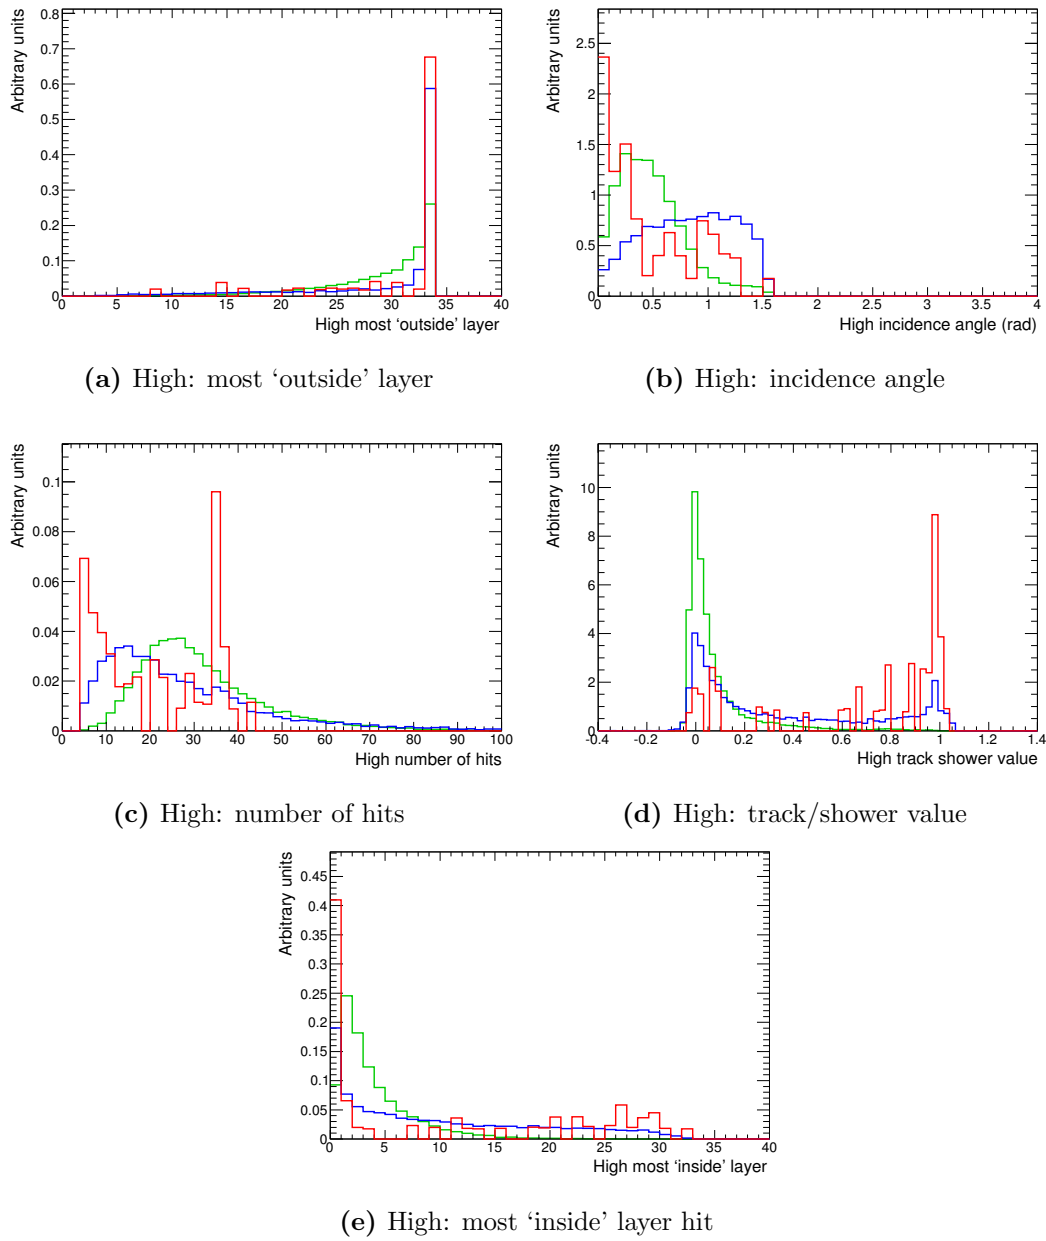 Arbitrary units
0.8
0.7
0.6
0.5
0.4
0.3
0.2
0.1
0
0 5 10 15 20 25 30 35 40
High most ‘outside’ layer
(a) High: most ‘outside’ layer
Arbitrary units
2.5
2
1.5
1
0.5
0
0 0.5 1 1.5 2 2.5 3 3.5 4
High incidence angle (rad)
(b) High: incidence angle
Arbitrary units
0.1
0.08
0.06
0.04
0.02
0
0 10 20 30 40 50 60 70 80 90 100
High number of hits
(c) High: number of hits
Arbitrary units
10
8
6
4
2
0
-0.4 -0.2 0 0.2 0.4 0.6 0.8 1 1.2 1.4
High track shower value
(d) High: track/shower value
Arbitrary units
0.45
0.4
0.35
0.3
0.25
0.2
0.15
0.1
0.05
0
0 5 10 15 20 25 30 35 40
High most ‘inside’ layer
(e) High: most ‘inside’ layer hit